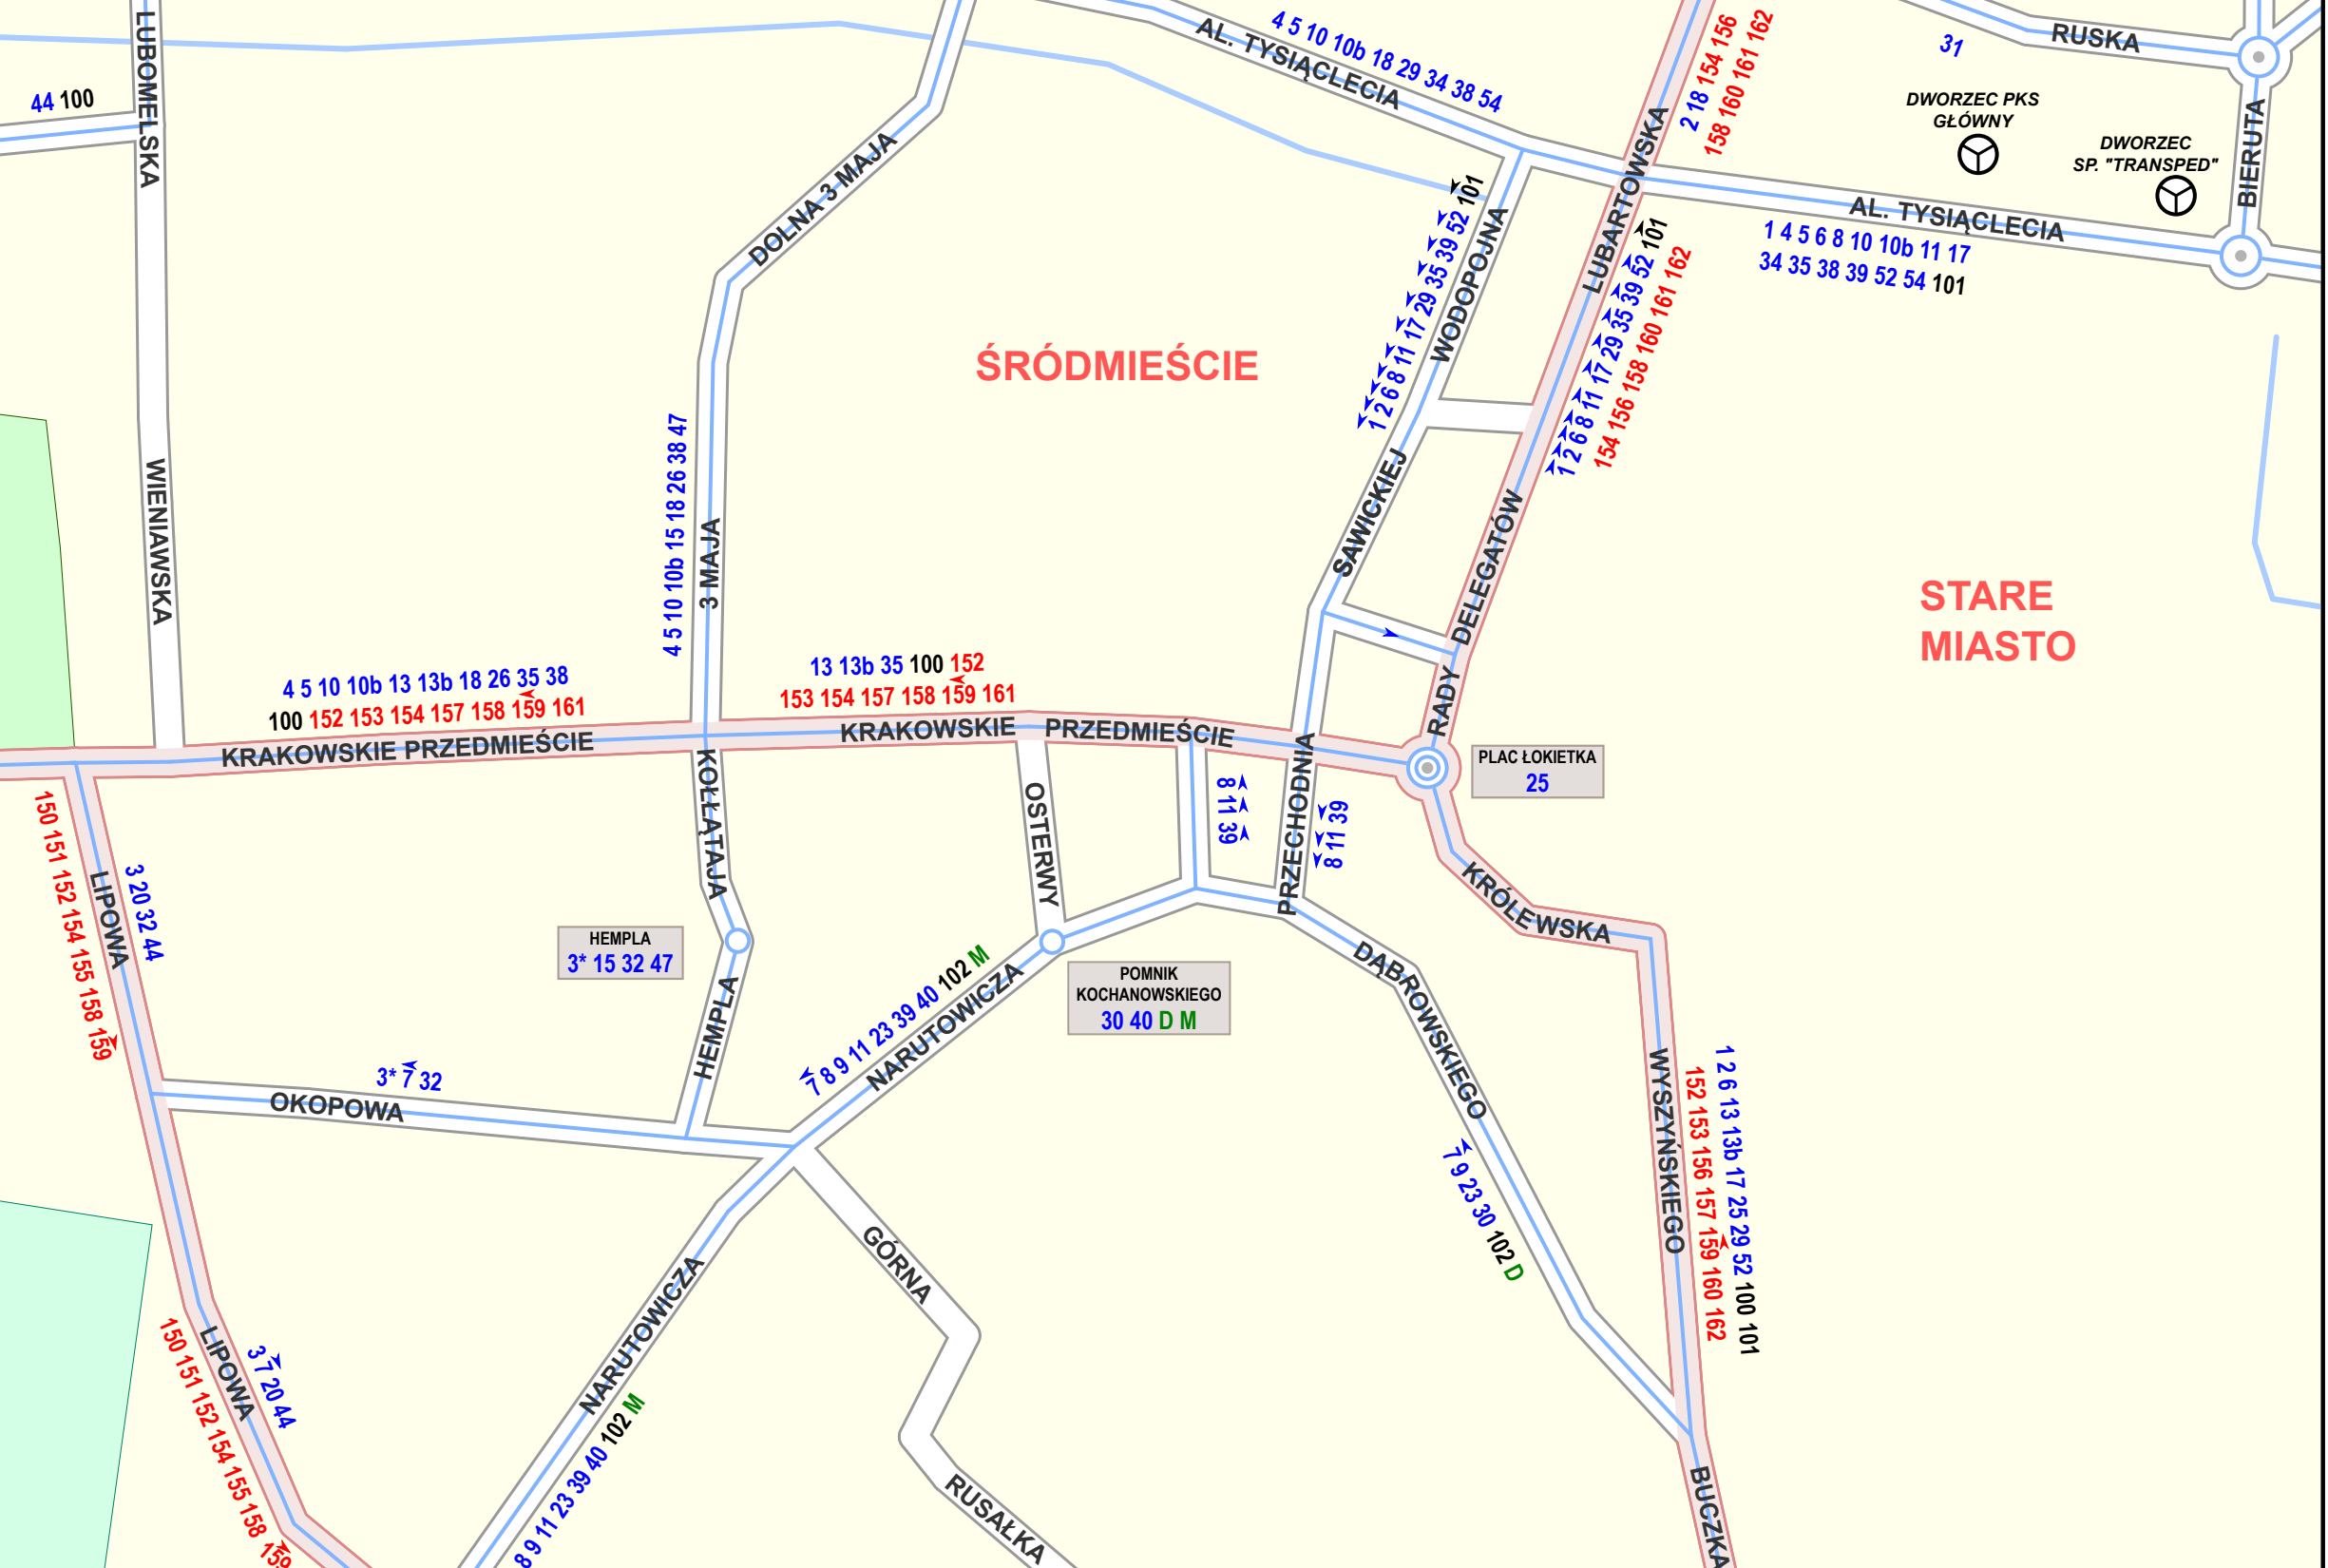 LUBOMELSKA
44 100
AL. TYSIĄCLECIA
4 5 10 10b 18 29 34 38 54
2 18 154 156
158 160 161 162
31
RUSKA
DWORZEC PKS
GŁÓWNY
DWORZEC
SP. "TRANSPED"
BIERUTA
DOLNA 3 MAJA
101
1 2 6 8 11 17 29 35 39 52
WODOPOJNA
LUBARTOWSKA
1 2 6 8 11 17 29 35 39 52 101
154 156 158 160 161 162
AL. TYSIĄCLECIA
1 4 5 6 8 10 10b 11 17
34 35 38 39 52 54 101
ŚRÓDMIEŚCIE
WIENIAWSKA
4 5 10 10b 15 18 26 38 47
3 MAJA
SAWICKIEJ
RADY DELEGATÓW
STARE
MIASTO
4 5 10 10b 13 13b 18 26 35 38
100 152 153 154 157 158 159 161
KRAKOWSKIE PRZEDMIEŚCIE
13 13b 35 100 152
153 154 157 158 159 161
KRAKOWSKIE PRZEDMIEŚCIE
PLAC ŁOKIETKA
25
KOŁŁĄTAJA
OSTERWY
8 11 39
PRZECHODNIA
8 11 39
150 151 152 154 155 158 159
LIPOWA
3 20 32 44
KRÓLEWSKA
HEMPLA
3* 15 32 47
HEMPLA
7 8 9 11 23 39 40 102 M
NARUTOWICZA
POMNIK
KOCHANOWSKIEGO
30 40 D M
DĄBROWSKIEGO
7 9 23 30 102 D
WYSZYŃSKIEGO
152 153 156 157 159 160 162
1 2 6 13 13b 17 25 29 52 100 101
3* 7 32
OKOPOWA
GÓRNA
NARUTOWICZA
8 9 11 23 39 40 102 M
LIPOWA
3 7 20 44
150 151 152 154 155 158 159
RUSAŁKA
BUCZKA